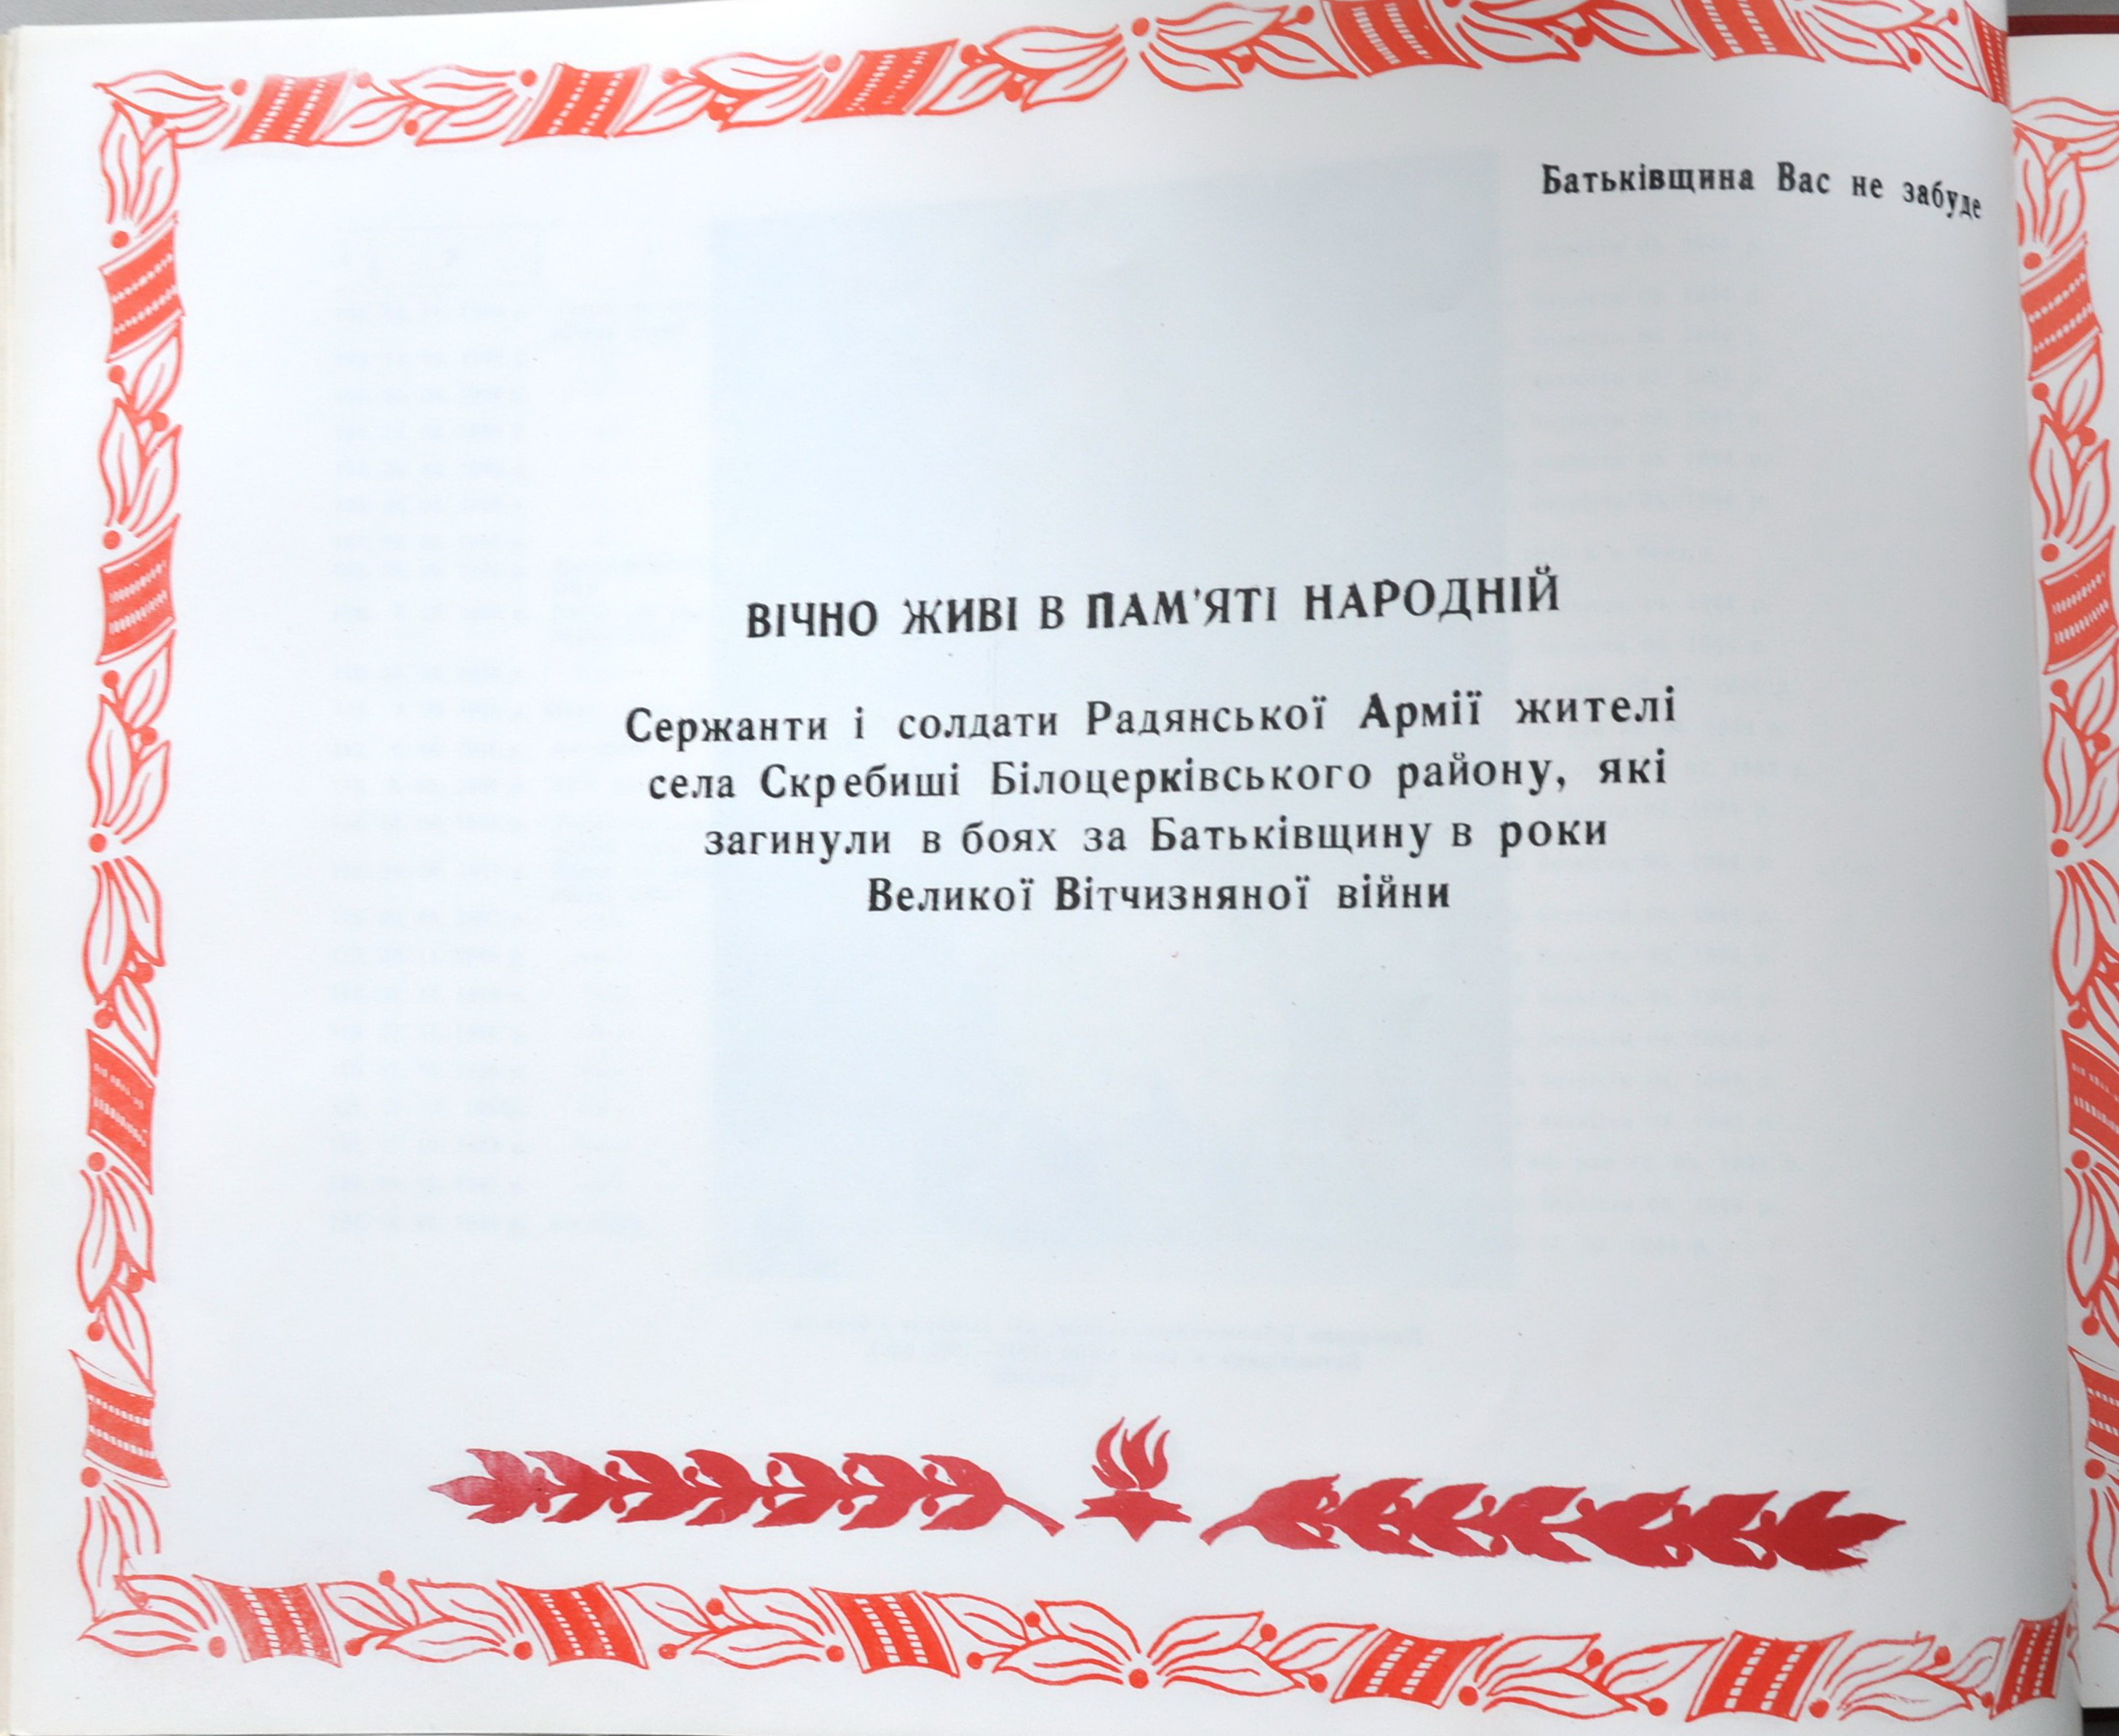 Батьківщина Вас не забуде
ВІЧНО ЖИВІ В ПАМ'ЯТІ НАРОДНІЙ
Сержанти і солдати Радянської Армії жителі
села Скребиші Білоцерківського району, які
загинули в боях за Батьківщину в роки
Великої Вітчизняної війни